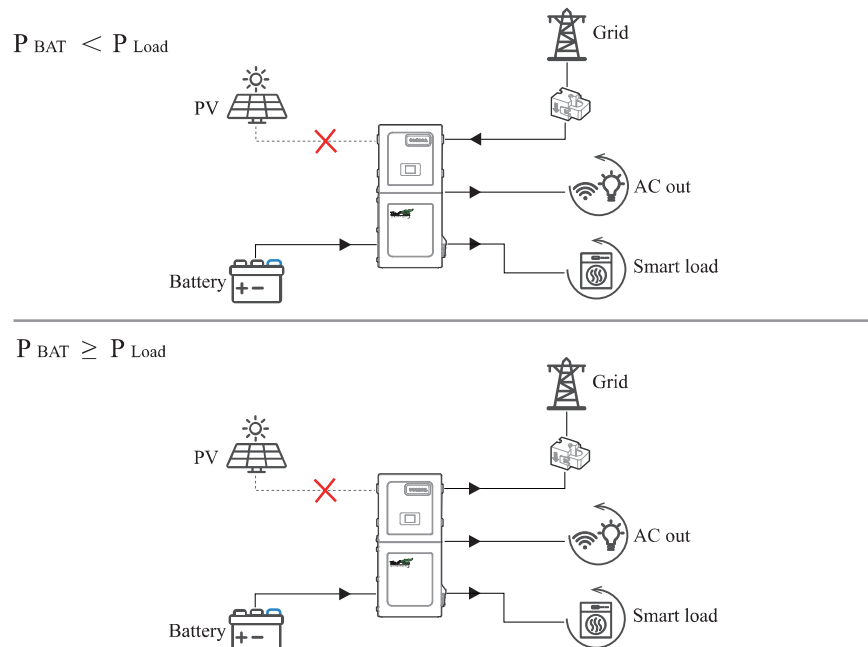 P BAT < P Load
Grid
PV
AC out
Smart load
Battery
P BAT ≥ P Load
Grid
PV
AC out
Smart load
Battery